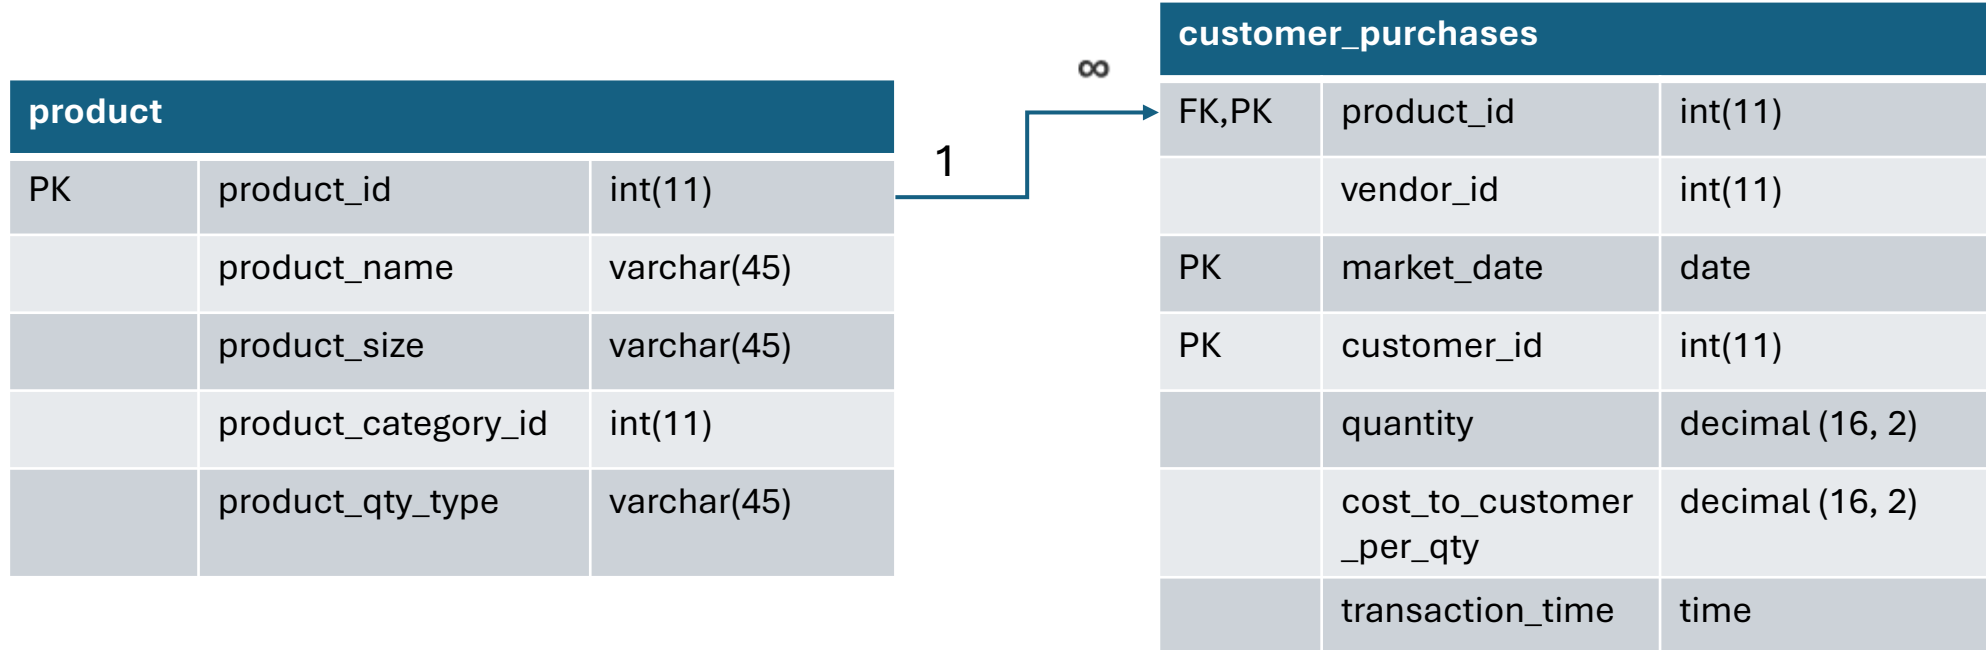 product
PK product_id int(11)
product_name varchar(45)
product_size varchar(45)
product_category_id int(11)
product_qty_type varchar(45)
1
∞
customer_purchases
FK,PK product_id int(11)
vendor_id int(11)
PK market_date date
PK customer_id int(11)
quantity decimal (16, 2)
cost_to_customer decimal (16, 2)
_per_qty
transaction_time time